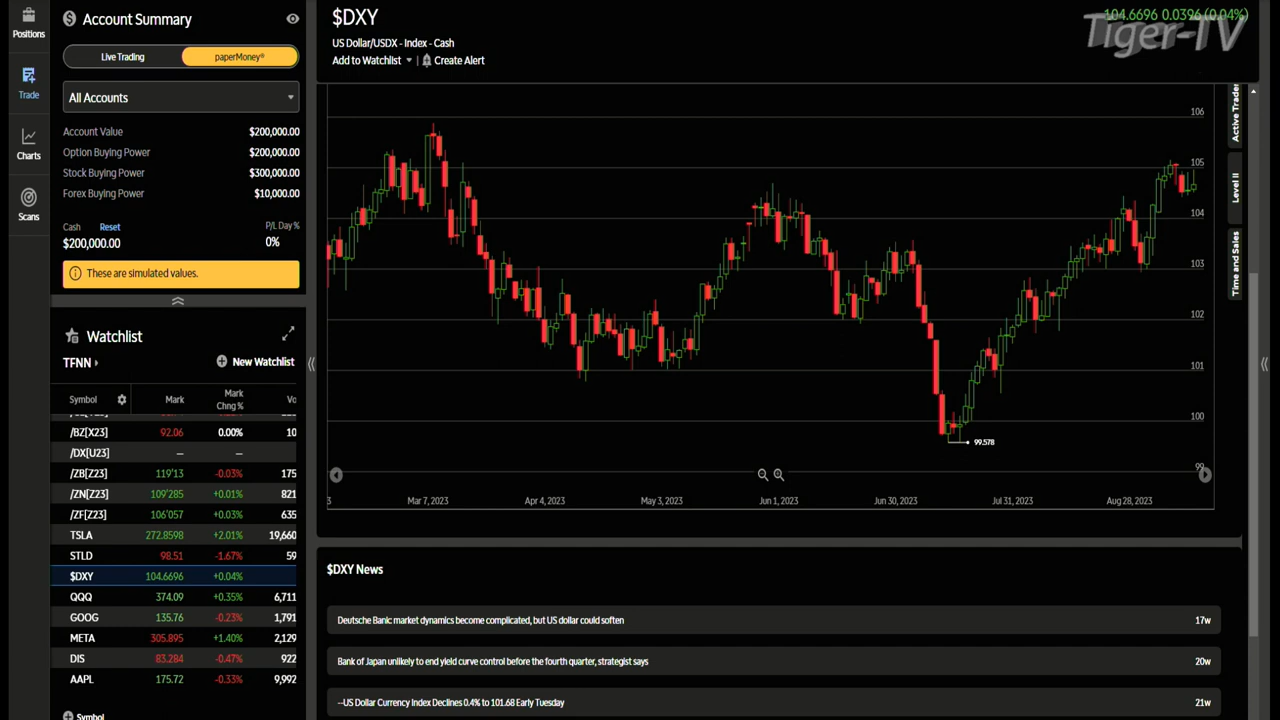 Positions
Trade
Charts
Scans
Account Summary
Live Trading
paperMoney®
All Accounts
Account Value $200,000.00
Option Buying Power $200,000.00
Stock Buying Power $300,000.00
Forex Buying Power $10,000.00
Cash Reset P/L Day %
$200,000.00 0%
These are simulated values.
Watchlist
TFNN
New Watchlist
Symbol Mark Mark Chng % Vo
/BZ[X23] 92.06 0.00% 10
/DX[U23] — —
/ZB[Z23] 119'13 -0.03% 175
/ZN[Z23] 109'285 +0.01% 821
/ZF[Z23] 106'057 +0.03% 635
TSLA 272.8598 +2.01% 19,660
STLD 98.51 -1.67% 59
$DXY 104.6696 +0.04%
QQQ 374.09 +0.35% 6,711
GOOG 135.76 -0.23% 1,791
META 305.895 +1.40% 2,129
DIS 83.284 -0.47% 922
AAPL 175.72 -0.33% 9,992
Symbol
$DXY
104.6696 0.0396 (0.04%)
Tiger-TV
US Dollar/USDX - Index - Cash
Add to Watchlist | Create Alert
106
105
104
103
102
101
100
99
99.578
3 Mar 7, 2023 Apr 4, 2023 May 3, 2023 Jun 1, 2023 Jun 30, 2023 Jul 31, 2023 Aug 28, 2023
Active Trader
Level II
Time and Sales
$DXY News
Deutsche Bank: market dynamics become complicated, but US dollar could soften 17w
Bank of Japan unlikely to end yield curve control before the fourth quarter, strategist says 20w
--US Dollar Currency Index Declines 0.4% to 101.68 Early Tuesday 21w